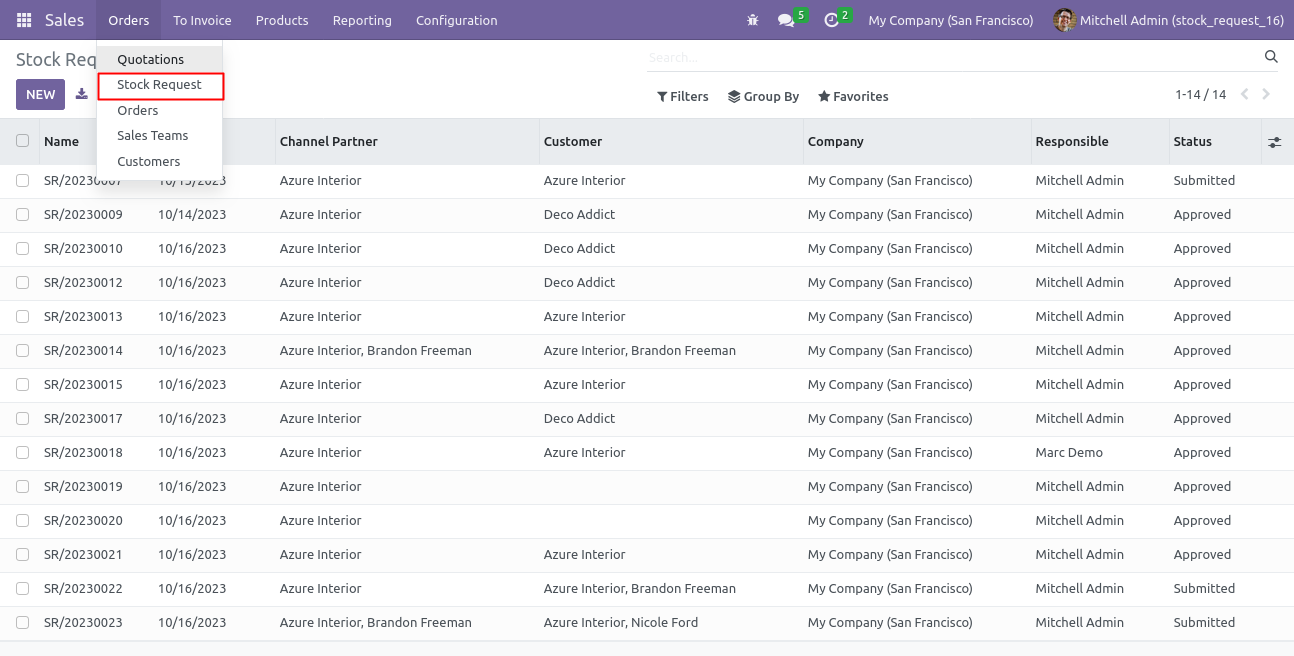 Sales Orders To Invoice Products Reporting Configuration 5 2 My Company (San Francisco) Mitchell Admin (stock_request_16)
Stock Req Quotations Search...
NEW Stock Request Filters Group By Favorites 1-14 / 14
Orders
Sales Teams
Customers
Name Channel Partner Customer Company Responsible Status
Azure Interior Azure Interior My Company (San Francisco) Mitchell Admin Submitted
SR/20230009 10/14/2023 Azure Interior Deco Addict My Company (San Francisco) Mitchell Admin Approved
SR/20230010 10/16/2023 Azure Interior Deco Addict My Company (San Francisco) Mitchell Admin Approved
SR/20230012 10/16/2023 Azure Interior Deco Addict My Company (San Francisco) Mitchell Admin Approved
SR/20230013 10/16/2023 Azure Interior Azure Interior My Company (San Francisco) Mitchell Admin Approved
SR/20230014 10/16/2023 Azure Interior, Brandon Freeman Azure Interior, Brandon Freeman My Company (San Francisco) Mitchell Admin Approved
SR/20230015 10/16/2023 Azure Interior Azure Interior My Company (San Francisco) Mitchell Admin Approved
SR/20230017 10/16/2023 Azure Interior Deco Addict My Company (San Francisco) Mitchell Admin Approved
SR/20230018 10/16/2023 Azure Interior Azure Interior My Company (San Francisco) Marc Demo Approved
SR/20230019 10/16/2023 Azure Interior My Company (San Francisco) Mitchell Admin Approved
SR/20230020 10/16/2023 Azure Interior My Company (San Francisco) Mitchell Admin Approved
SR/20230021 10/16/2023 Azure Interior Azure Interior My Company (San Francisco) Mitchell Admin Approved
SR/20230022 10/16/2023 Azure Interior Azure Interior, Brandon Freeman My Company (San Francisco) Mitchell Admin Submitted
SR/20230023 10/16/2023 Azure Interior, Brandon Freeman Azure Interior, Nicole Ford My Company (San Francisco) Mitchell Admin Submitted